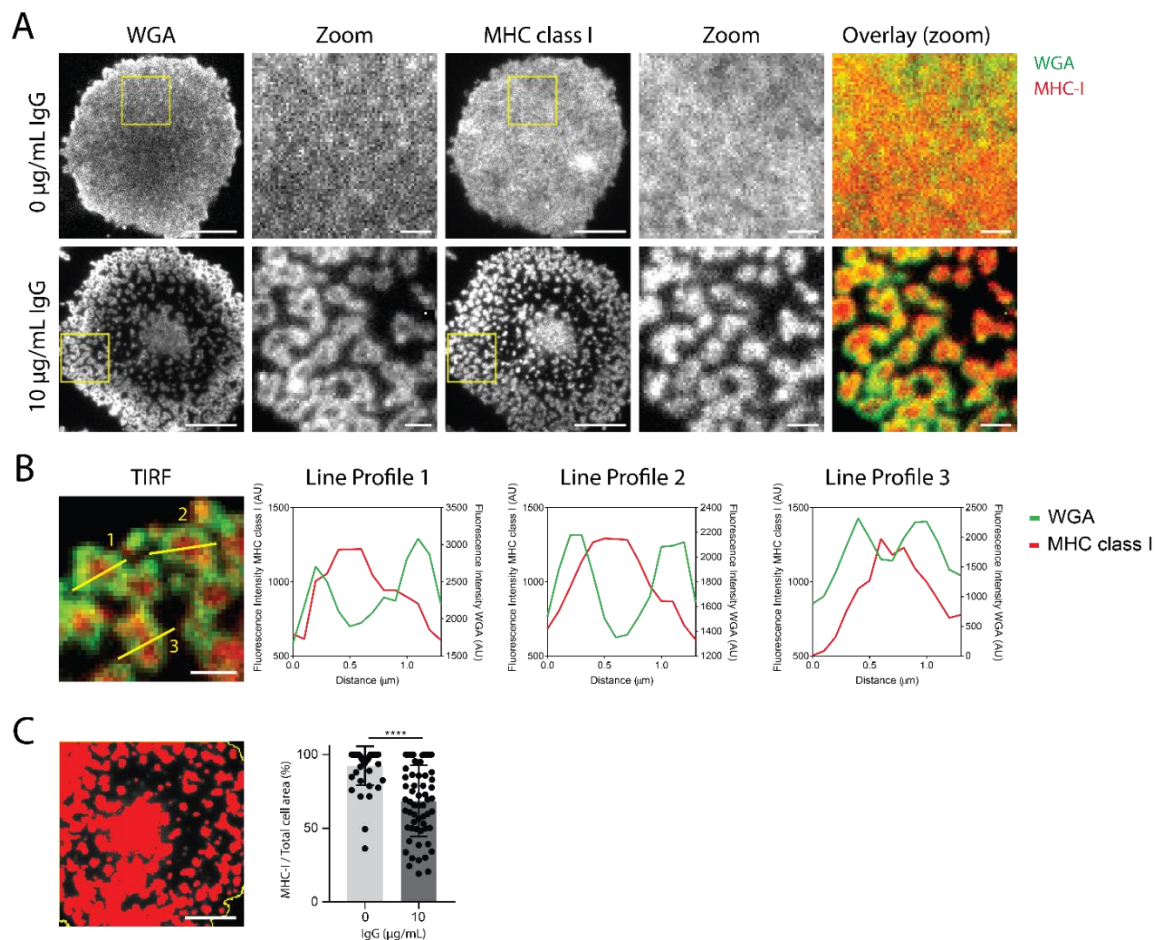 A
WGA
Zoom
MHC class I
Zoom
Overlay (zoom)
WGA
MHC-I
0 µg/mL IgG
10 µg/mL IgG
B
TIRF
Line Profile 1
Line Profile 2
Line Profile 3
1
2
3
Fluorescence Intensity MHC class I (AU)
1500
1000
500
3500
3000
2500
2000
1500
Fluorescence Intensity WGA (AU)
0.0 0.5 1.0
Distance (µm)
Fluorescence Intensity MHC class I (AU)
1500
1000
500
2400
2200
2000
1800
1600
1400
1200
Fluorescence Intensity WGA (AU)
0.0 0.5 1.0
Distance (µm)
Fluorescence Intensity MHC class I (AU)
1500
1000
500
2500
2000
1500
1000
500
0
Fluorescence Intensity WGA (AU)
0.0 0.5 1.0
Distance (µm)
WGA
MHC class I
C
MHC-I / Total cell area (%)
100
50
0
****
0 10
IgG (µg/mL)